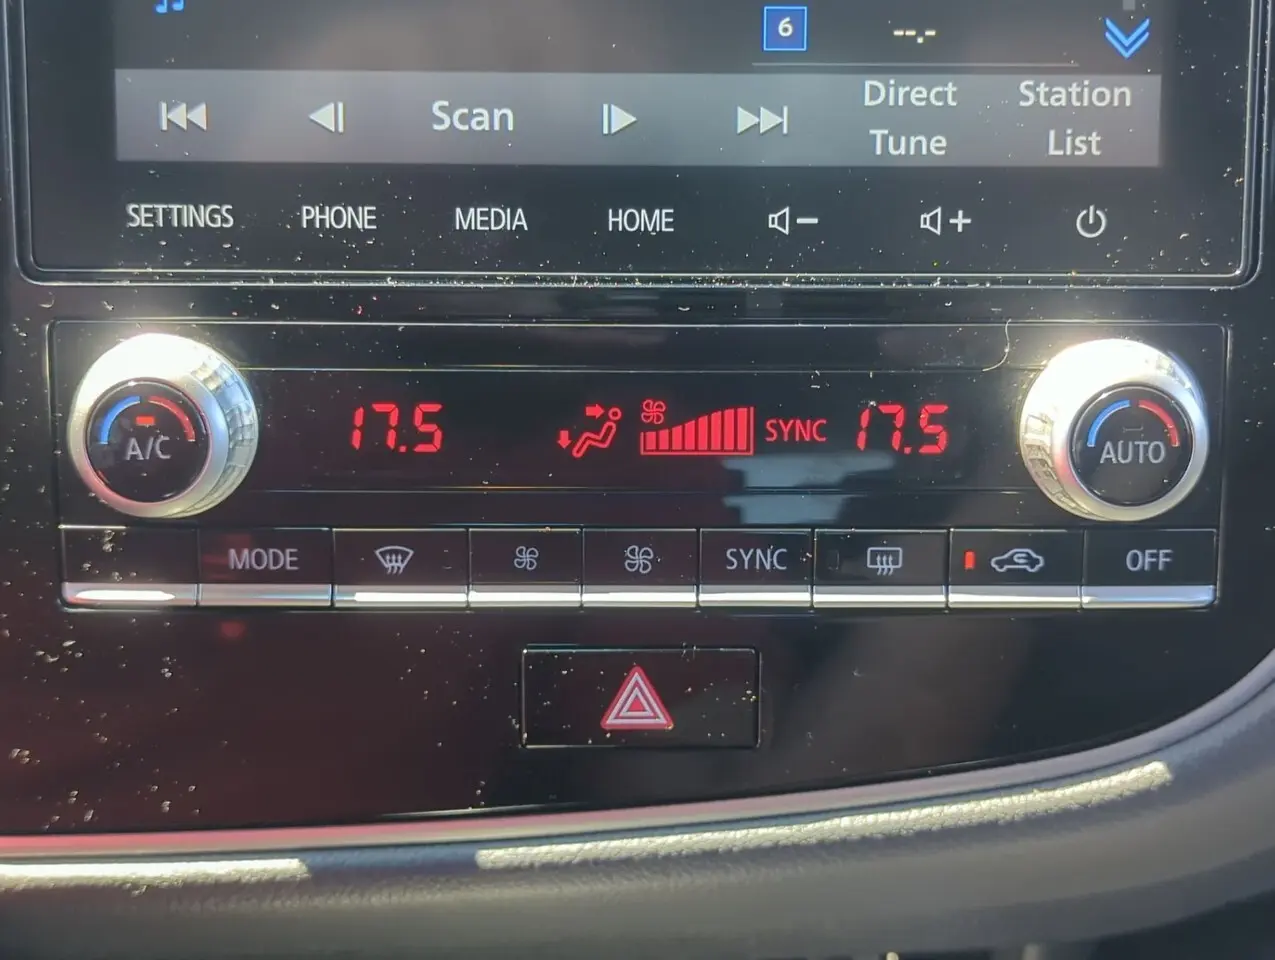 6 --.-
Scan Direct Tune Station List
SETTINGS PHONE MEDIA HOME
A/C 17.5 SYNC 17.5 AUTO
MODE SYNC OFF